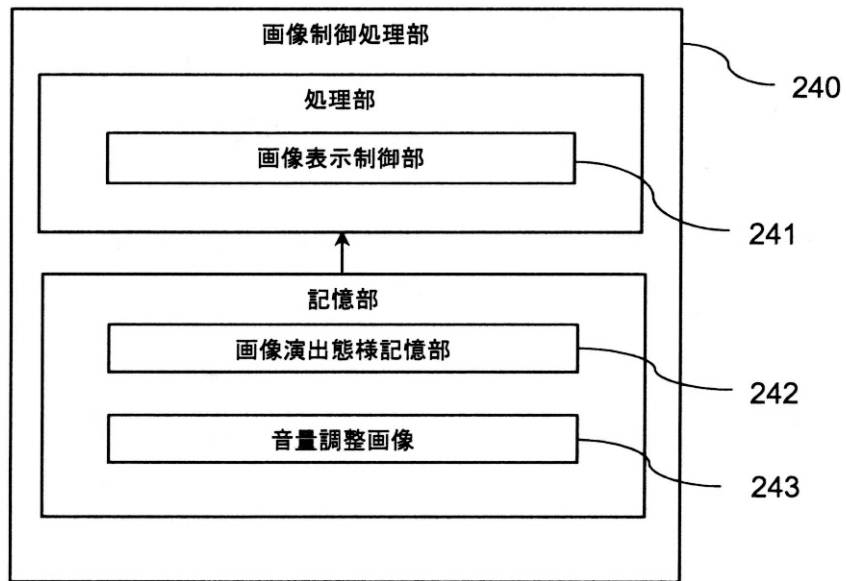 画像制御処理部
240
処理部
画像表示制御部
241
記憶部
画像演出態様記憶部
242
音量調整画像
243